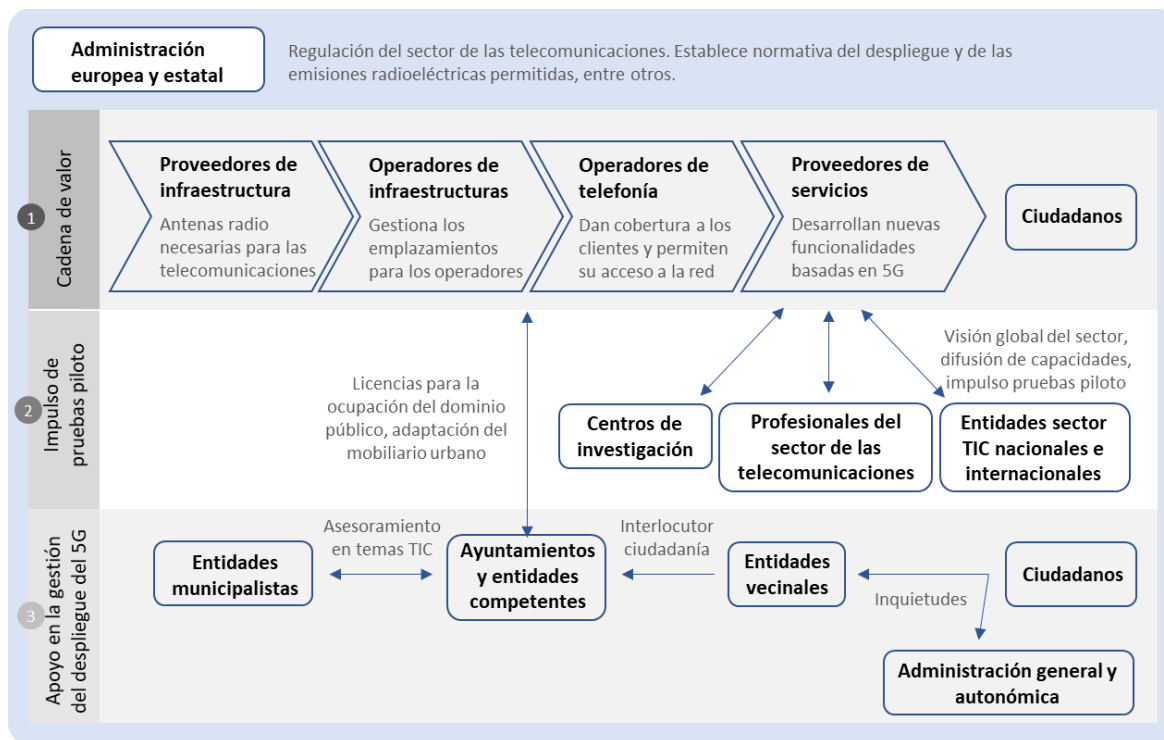 Administración
europea y estatal
Regulación del sector de las telecomunicaciones. Establece normativa del despliegue y de las
emisiones radioeléctricas permitidas, entre otros.
1
Cadena de valor
Proveedores de
infraestructura
Antenas radio
necesarias para las
telecomunicaciones
Operadores de
infraestructuras
Gestiona los
emplazamientos
para los operadores
Operadores de
telefonía
Dan cobertura a los
clientes y permiten
su acceso a la red
Proveedores de
servicios
Desarrollan nuevas
funcionalidades
basadas en 5G
Ciudadanos
2
Impulso de
pruebas piloto
Licencias para la
ocupación del dominio
público, adaptación del
mobiliario urbano
Centros de
investigación
Profesionales del
sector de las
telecomunicaciones
Visión global del sector,
difusión de capacidades,
impulso pruebas piloto
Entidades sector
TIC nacionales e
internacionales
3
Apoyo en la gestión
del despliegue del 5G
Entidades
municipalistas
Asesoramiento
en temas TIC
Ayuntamientos
y entidades
competentes
Interlocutor
ciudadanía
Entidades
vecinales
Inquietudes
Ciudadanos
Administración general y
autonómica